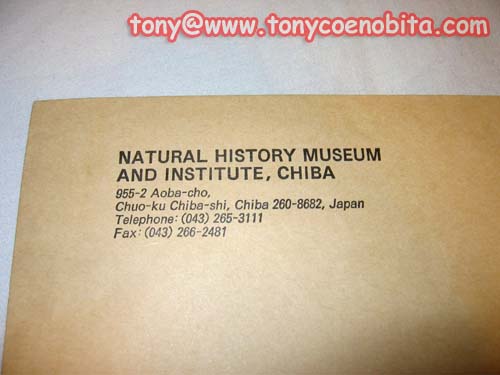 tony@www.tonycoenobita.com
NATURAL HISTORY MUSEUM
AND INSTITUTE, CHIBA
955-2 Aoba-cho,
Chuo-ku Chiba-shi, Chiba 260-8682, Japan
Telephone: (043) 265-3111
Fax: (043) 266-2481